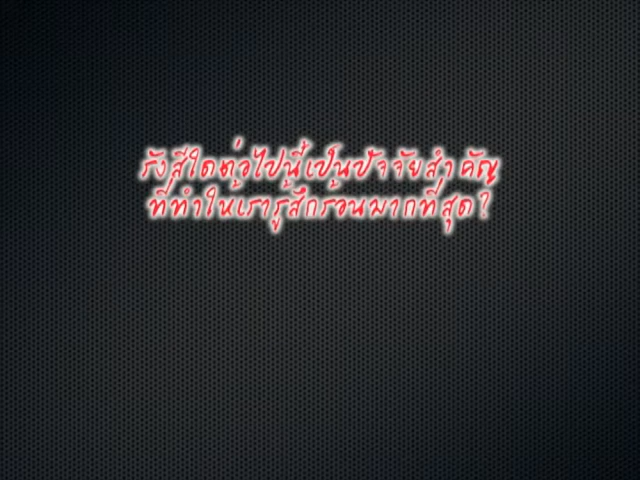 รังสีใดต่อไปนี้เป็นปัจจัยสำคัญ
ที่ทำให้เรารู้สึกร้อนมากที่สุด?